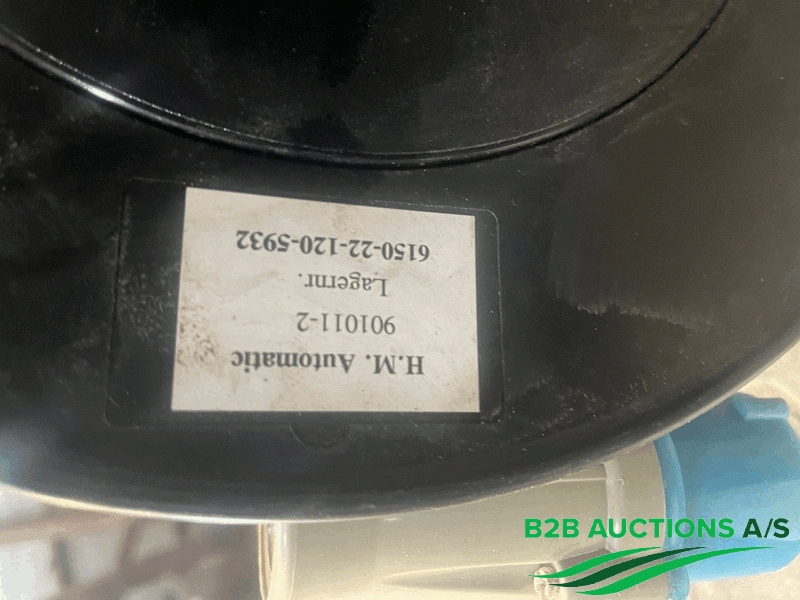 H.M. Automatic
901011-2
Lagernr.
6150-22-120-5932
B2B AUCTIONS A/S